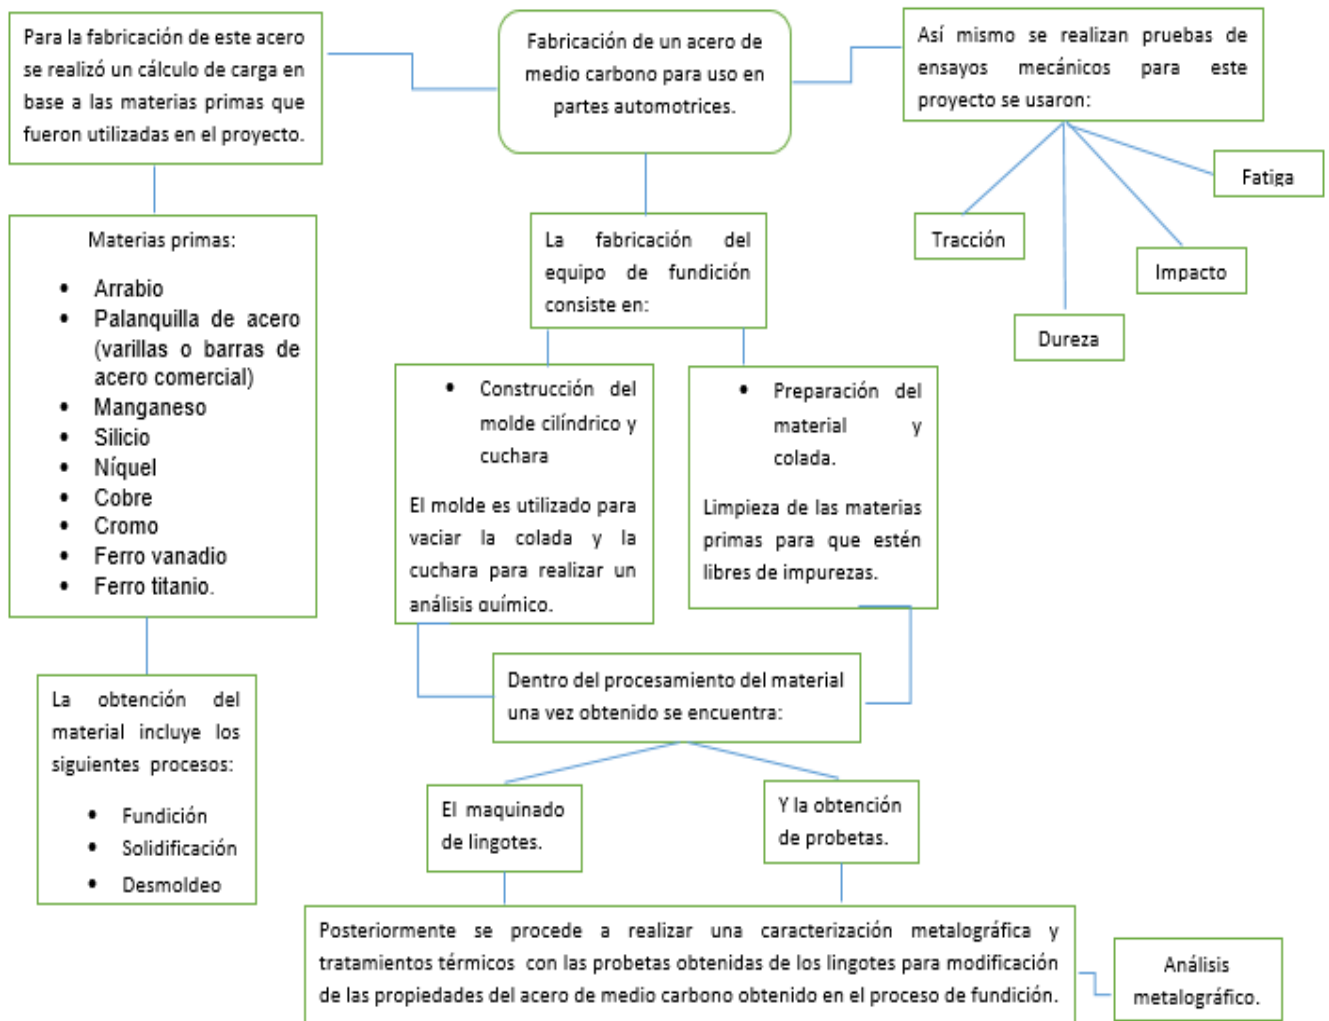 Para la fabricación de este acero
se realizó un cálculo de carga en
base a las materias primas que
fueron utilizadas en el proyecto.
Fabricación de un acero de
medio carbono para uso en
partes automotrices.
Así mismo se realizan pruebas de
ensayos mecánicos para este
proyecto se usaron:
Fatiga
Tracción
Impacto
Dureza
Materias primas:
• Arrabio
• Palanquilla de acero
(varillas o barras de
acero comercial)
• Manganeso
• Silicio
• Níquel
• Cobre
• Cromo
• Ferro vanadio
• Ferro titanio.
La fabricación del
equipo de fundición
consiste en:
• Construcción del
molde cilíndrico y
cuchara
El molde es utilizado para
vaciar la colada y la
cuchara para realizar un
análisis químico.
• Preparación del
material y
colada.
Limpieza de las materias
primas para que estén
libres de impurezas.
La obtención del
material incluye los
siguientes procesos:
• Fundición
• Solidificación
• Desmoldeo
Dentro del procesamiento del material
una vez obtenido se encuentra:
El maquinado
de lingotes.
Y la obtención
de probetas.
Posteriormente se procede a realizar una caracterización metalográfica y
tratamientos térmicos con las probetas obtenidas de los lingotes para modificación
de las propiedades del acero de medio carbono obtenido en el proceso de fundición.
Análisis
metalográfico.